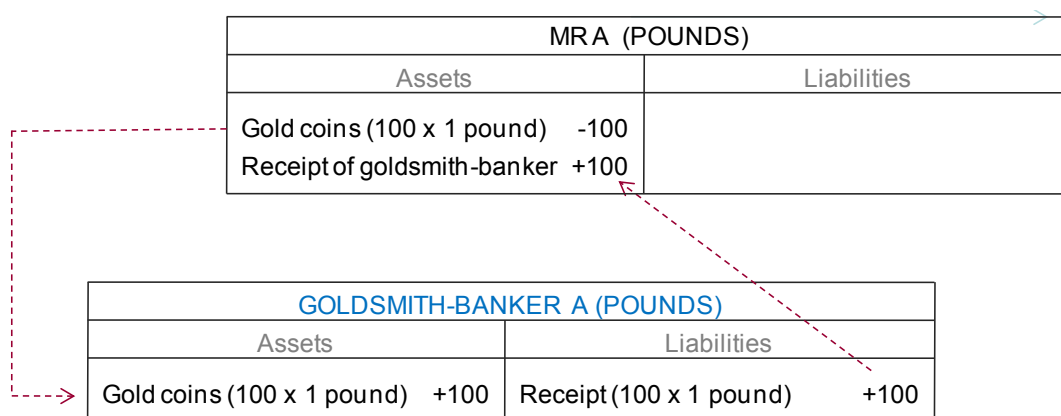 MR A (POUNDS)
Assets Liabilities
Gold coins (100 x 1 pound) -100
Receipt of goldsmith-banker +100
GOLDSMITH-BANKER A (POUNDS)
Assets Liabilities
Gold coins (100 x 1 pound) +100 Receipt (100 x 1 pound) +100